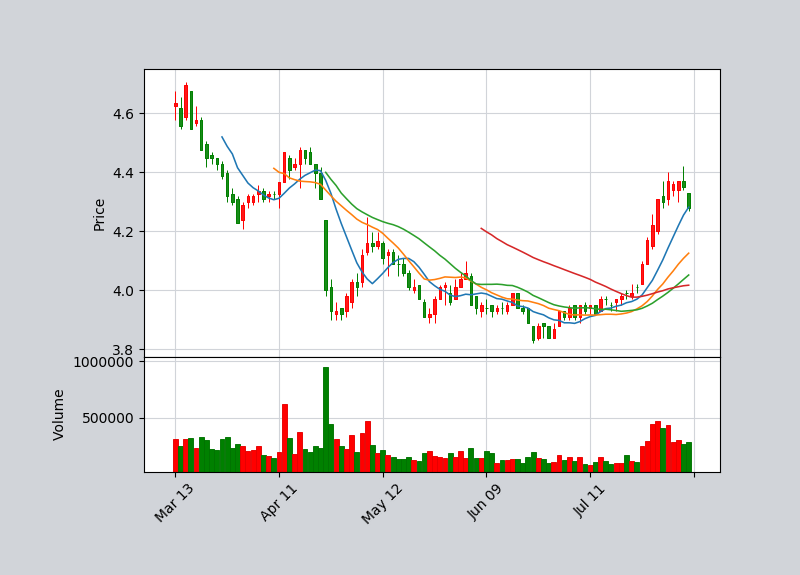 Price
4.6
4.4
4.2
4.0
3.8
Volume
1000000
500000
Mar 13
Apr 11
May 12
Jun 09
Jul 11